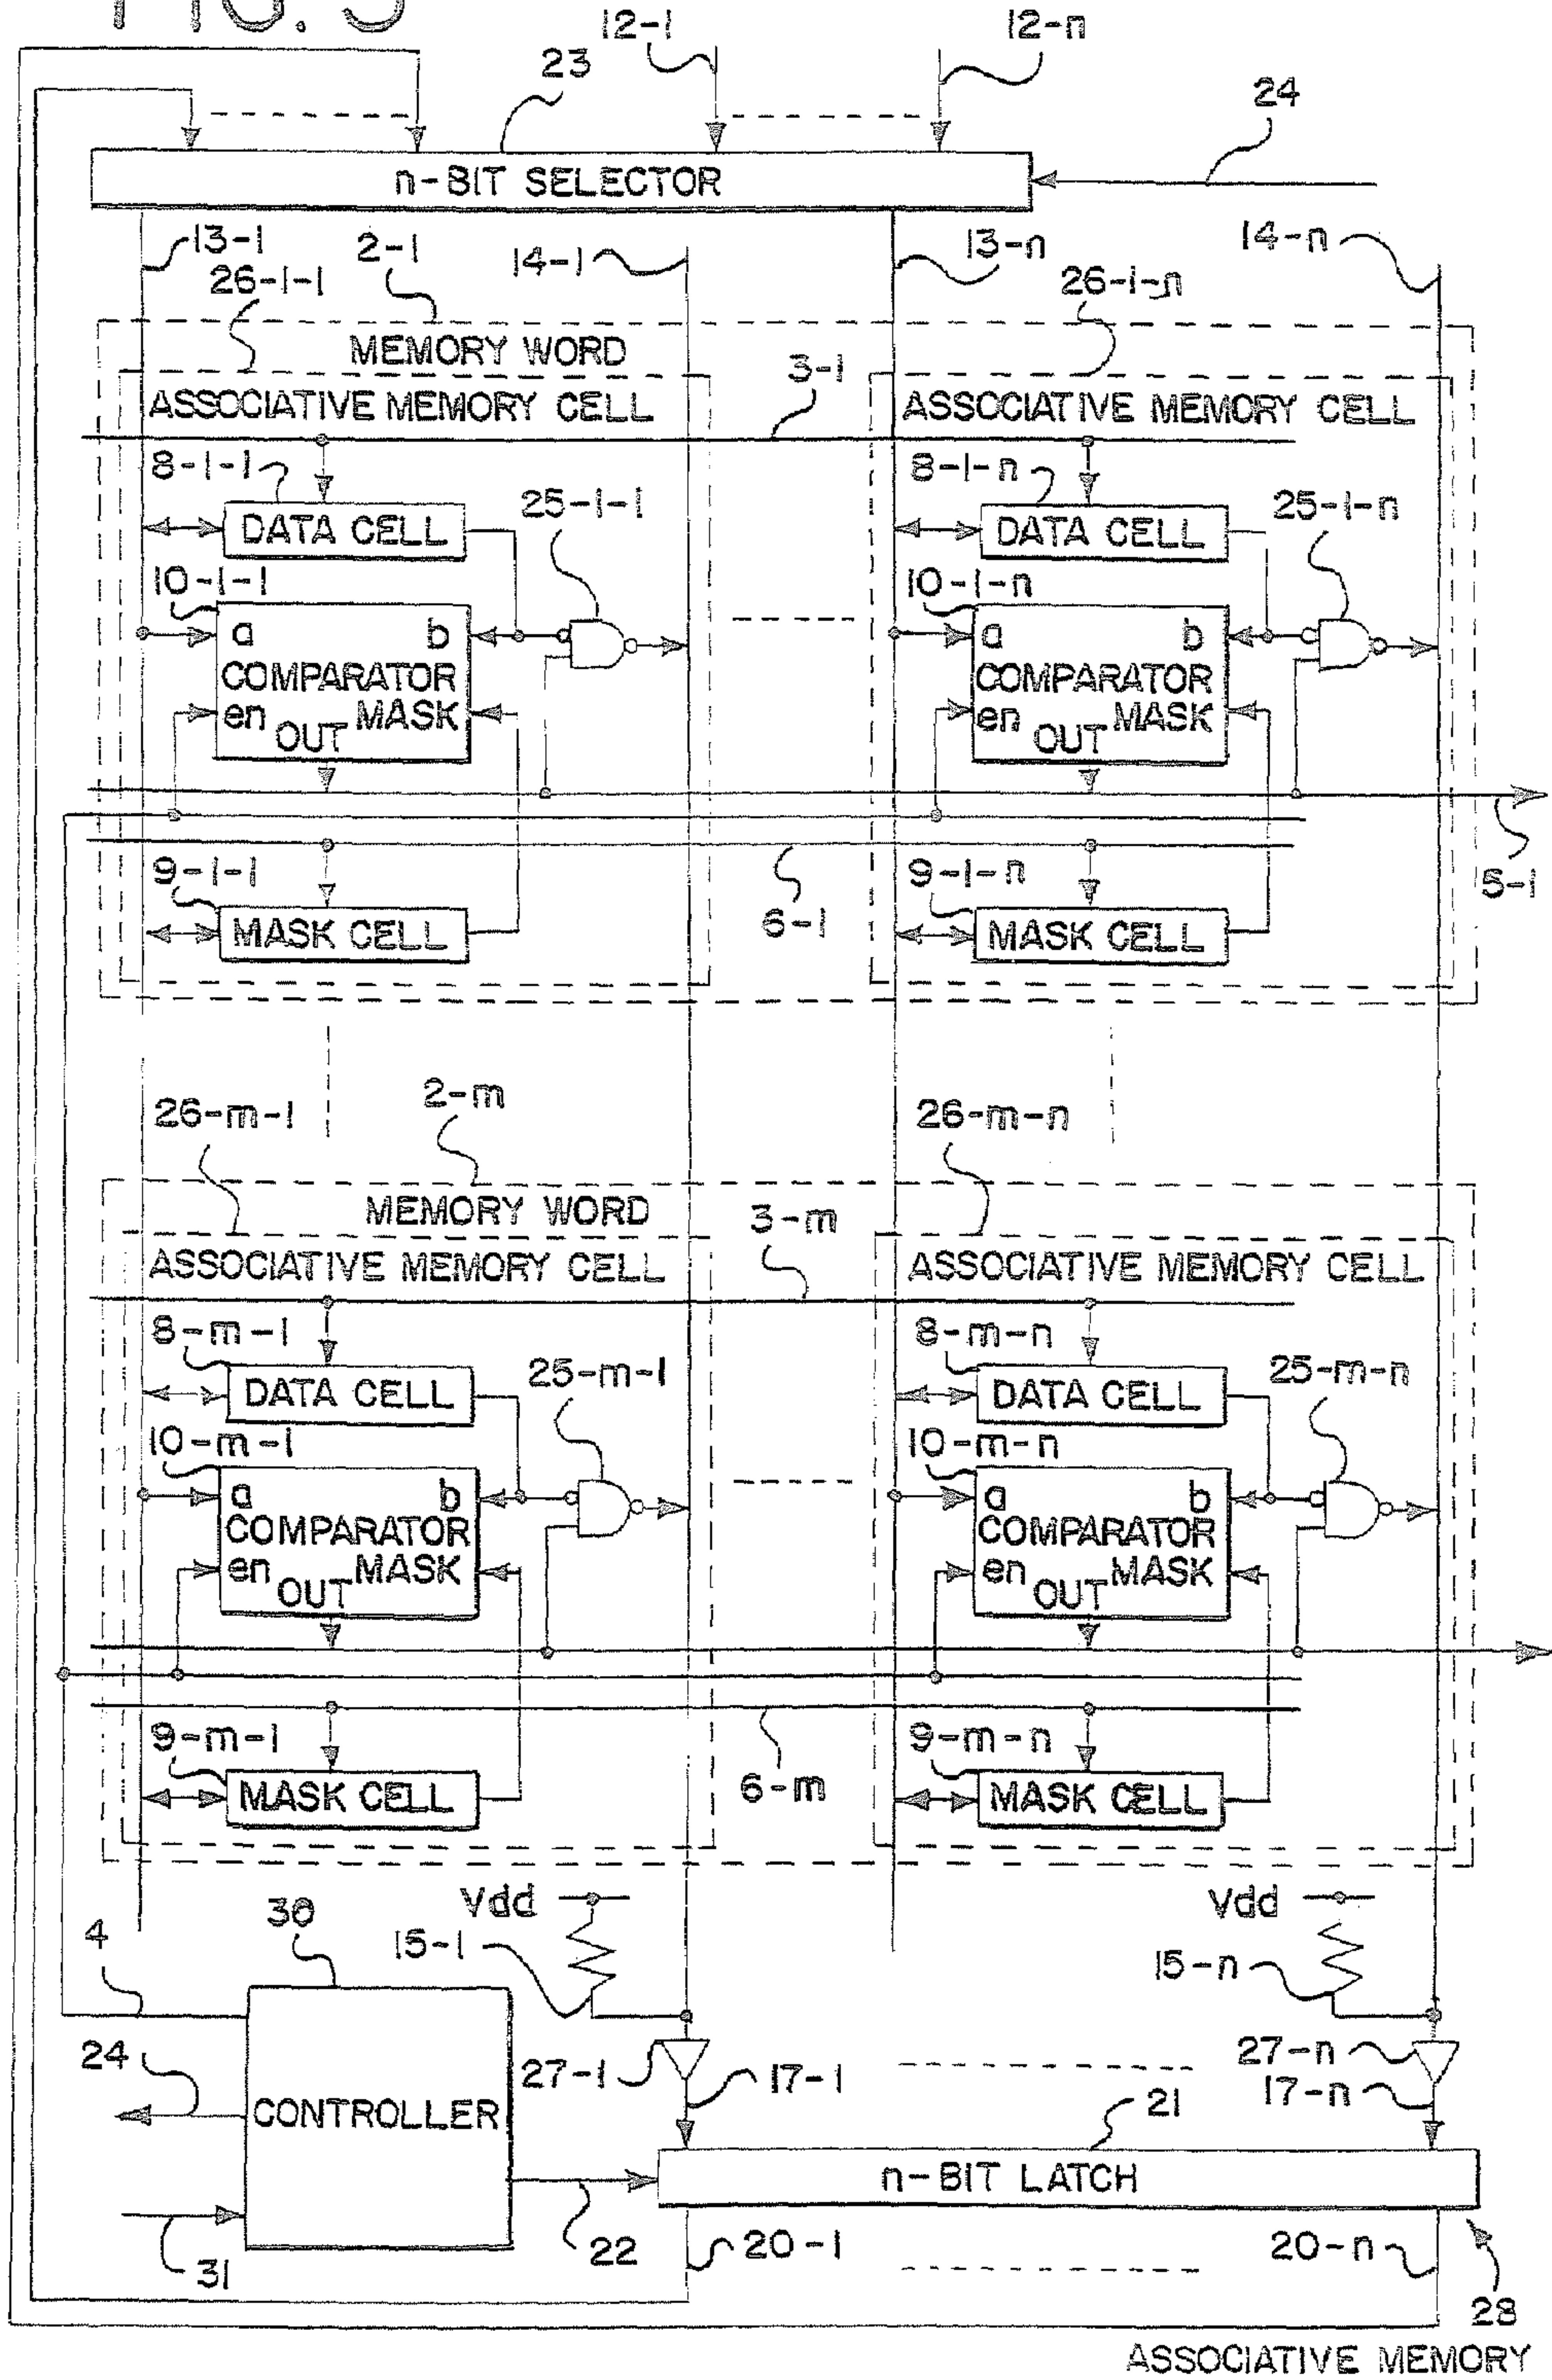 FIG. 5
12-1 12-n
23
24
n-BIT SELECTOR
13-1 2-1 14-1 13-n 14-n
26-1-1 26-1-n
MEMORY WORD
3-1
ASSOCIATIVE MEMORY CELL ASSOCIATIVE MEMORY CELL
8-1-1 8-1-n
25-1-1 25-1-n
DATA CELL DATA CELL
10-1-1 10-1-n
a b a b
COMPARATOR COMPARATOR
en MASK en MASK
OUT OUT
9-1-1 9-1-n 5-1
6-1
MASK CELL MASK CELL
2-m
26-m-1 26-m-n
MEMORY WORD
3-m
ASSOCIATIVE MEMORY CELL ASSOCIATIVE MEMORY CELL
8-m-1 8-m-n
25-m-1 25-m-n
DATA CELL DATA CELL
10-m-1 10-m-n
a b a b
COMPARATOR COMPARATOR
en MASK en MASK
OUT OUT
9-m-1 9-m-n
6-m
MASK CELL MASK CELL
Vdd Vdd
30
4 15-1 15-n
24 27-1 17-1 27-n
17-n
CONTROLLER 21
n-BIT LATCH
31 22 20-1 20-n
28
ASSOCIATIVE MEMORY